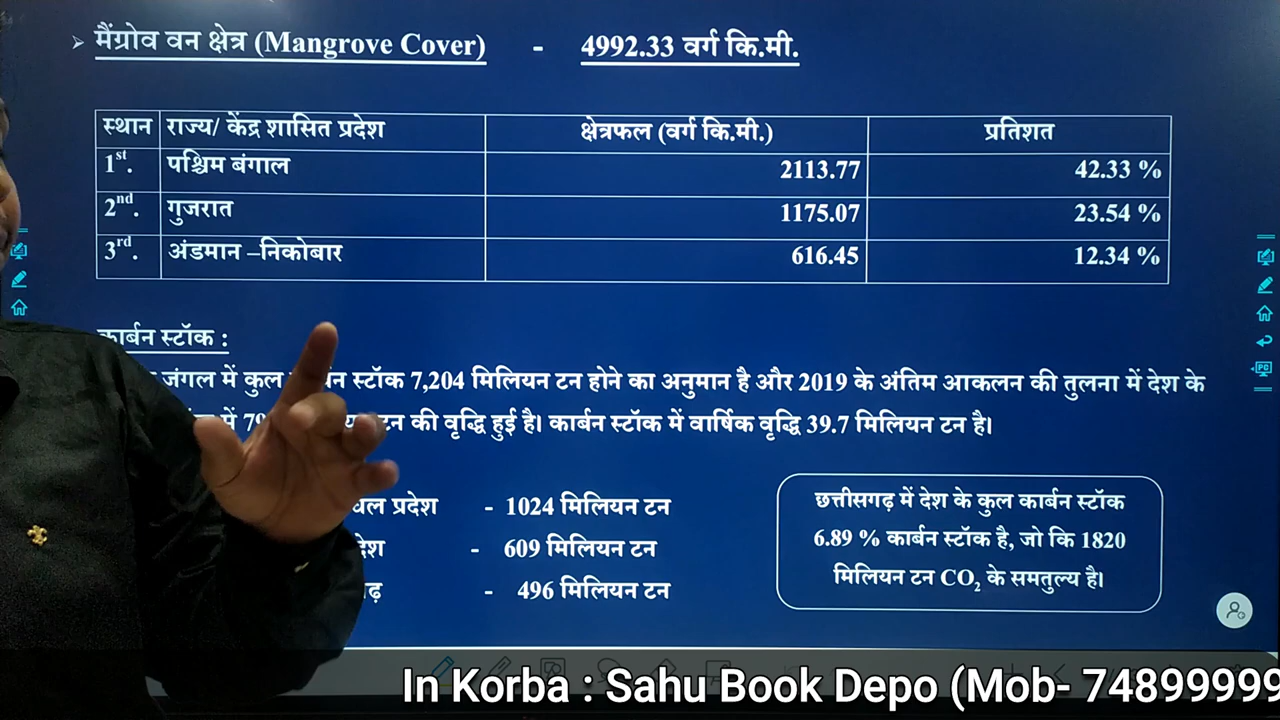 ➢ मैंग्रोव वन क्षेत्र (Mangrove Cover) - 4992.33 वर्ग कि.मी.
स्थान राज्य/ केंद्र शासित प्रदेश क्षेत्रफल (वर्ग कि.मी.) प्रतिशत
1st. पश्चिम बंगाल 2113.77 42.33 %
2nd. गुजरात 1175.07 23.54 %
3rd. अंडमान –निकोबार 616.45 12.34 %
कार्बन स्टॉक :
जंगल में कुल स्टॉक 7,204 मिलियन टन होने का अनुमान है और 2019 के अंतिम आकलन की तुलना में देश के
में टन की वृद्धि हुई है। कार्बन स्टॉक में वार्षिक वृद्धि 39.7 मिलियन टन है।
प्रदेश - 1024 मिलियन टन
- 609 मिलियन टन
- 496 मिलियन टन
छत्तीसगढ़ में देश के कुल कार्बन स्टॉक
6.89 % कार्बन स्टॉक है, जो कि 1820
मिलियन टन CO₂ के समतुल्य है।
PC
In Korba : Sahu Book Depo (Mob- 74899999